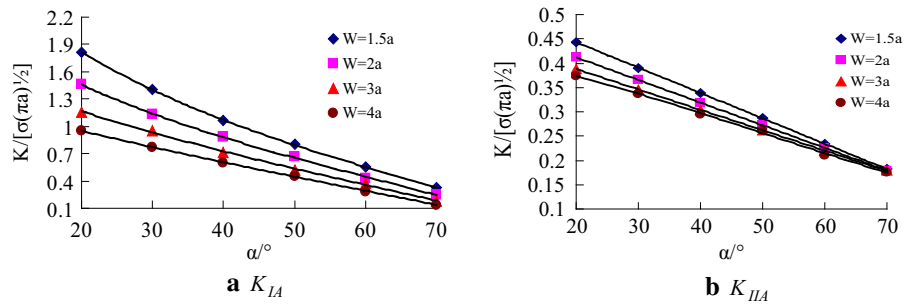 2.1
1.8
1.5
1.2
1
0.7
0.4
0.1
K/[σ(πa)^½]
20 30 40 50 60 70
α/°
W=1.5a
W=2a
W=3a
W=4a
a K_IA
0.5
0.45
0.4
0.35
0.3
0.25
0.2
0.15
0.1
K/[σ(πa)^½]
20 30 40 50 60 70
α/°
W=1.5a
W=2a
W=3a
W=4a
b K_IIA